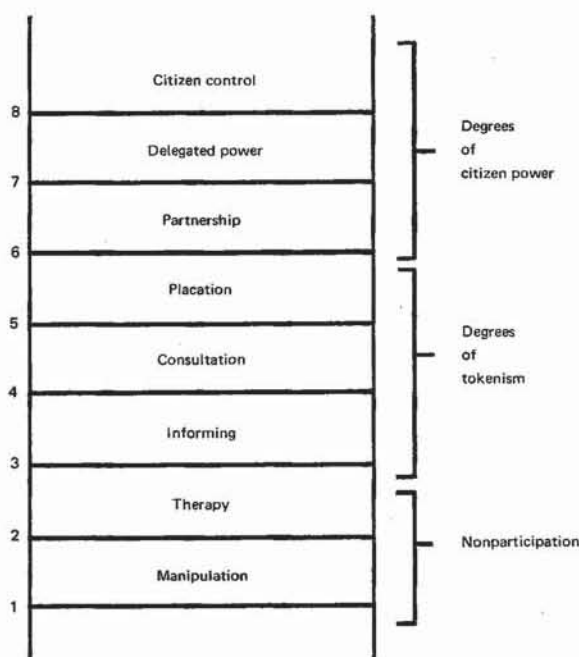 Citizen control
8
Delegated power
7
Partnership
6
Placation
5
Consultation
4
Informing
3
Therapy
2
Manipulation
1
Degrees
of
citizen power
Degrees
of
tokenism
Nonparticipation